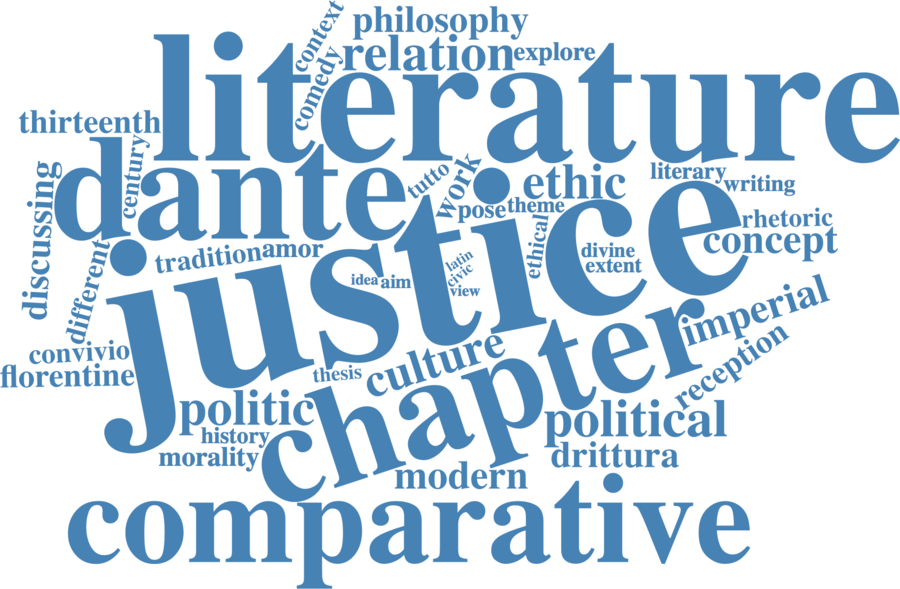 context
philosophy
comedy
relation
explore
literature
thirteenth
century
dante
tutto
work
ethic
literary
writing
discussing
different
tradition
amor
pose
theme
ethical
divine
extent
rhetoric
concept
justice
idea
aim
latin
civic
view
convivio
florentine
thesis
culture
chapter
imperial
reception
politic
history
morality
political
drittura
modern
comparative